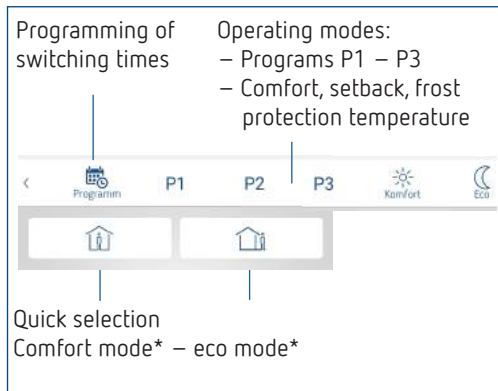 Programming of
switching times
Operating modes:
– Programs P1 – P3
– Comfort, setback, frost
protection temperature
Programm P1 P2 P3 Komfort Eco
Quick selection
Comfort mode* – eco mode*